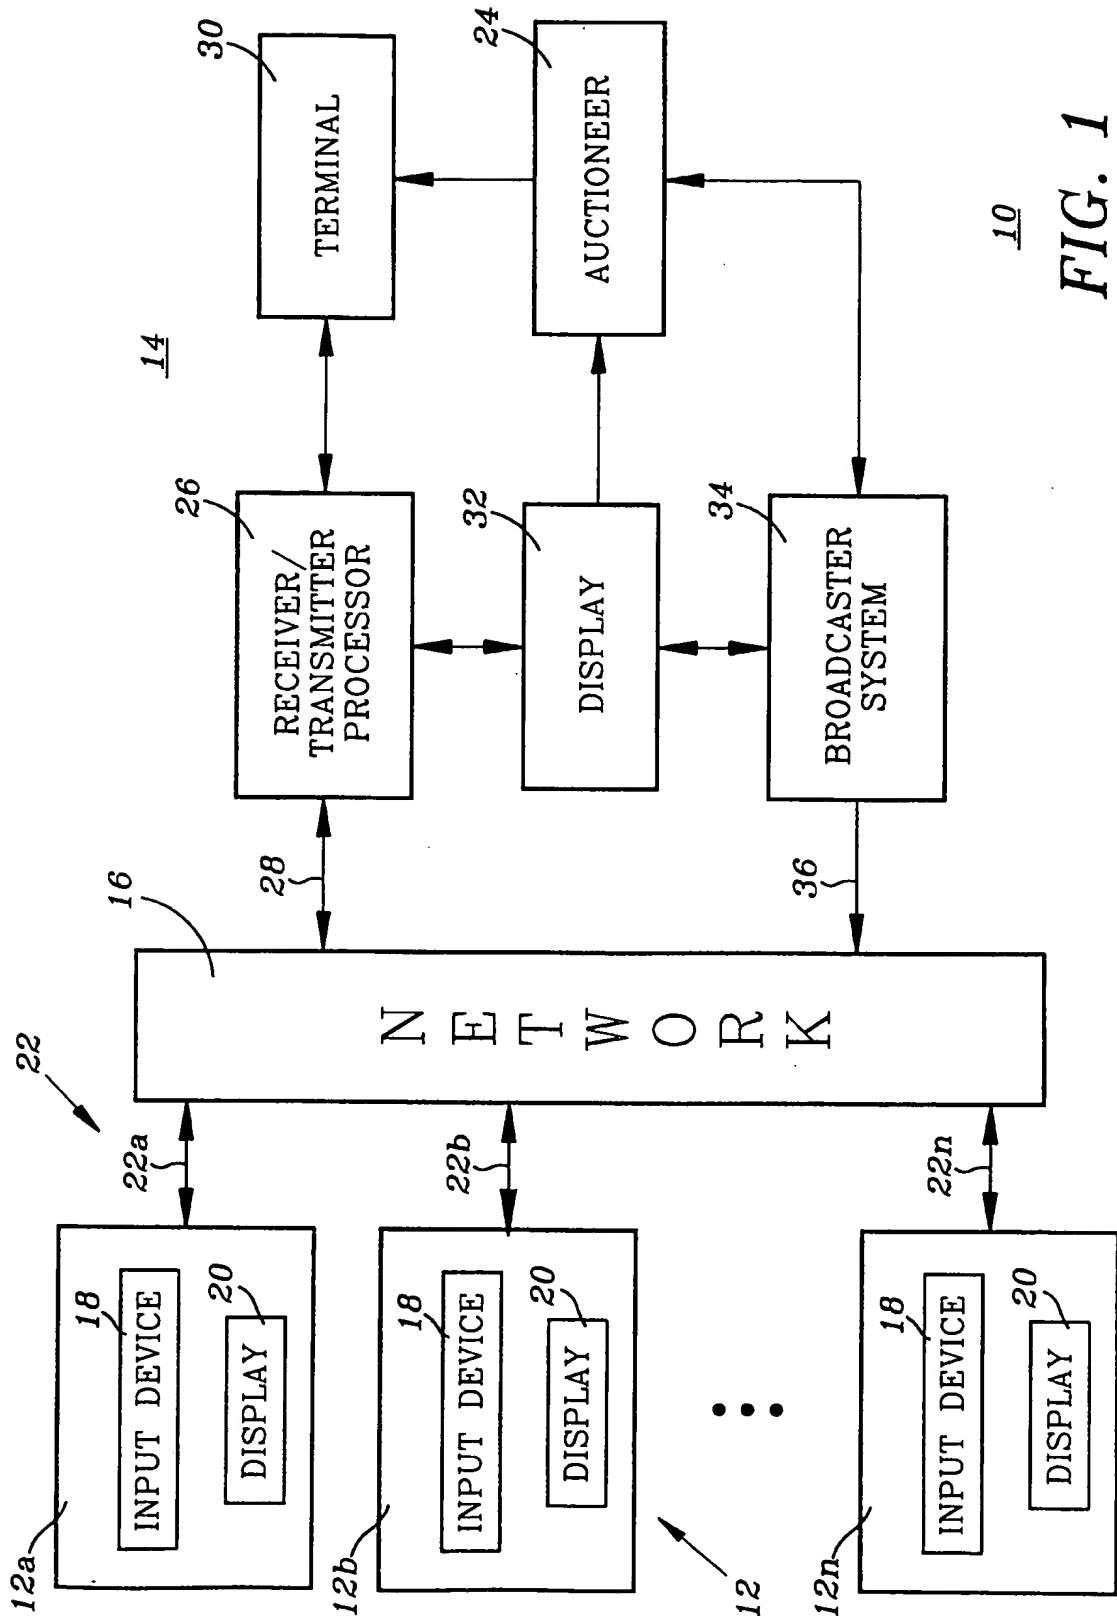 12a
INPUT DEVICE
18
DISPLAY
20
12b
INPUT DEVICE
18
DISPLAY
20
12
12n
INPUT DEVICE
18
DISPLAY
20
22
22a
22b
22n
16
NETWORK
28
36
14
RECEIVER/
TRANSMITTER
PROCESSOR
26
DISPLAY
32
BROADCASTER
SYSTEM
34
TERMINAL
30
AUCTIONEER
24
10
FIG. 1